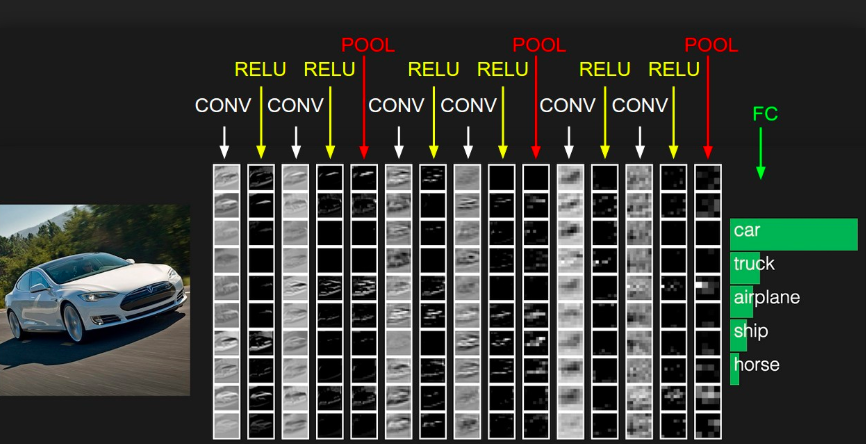 POOL POOL POOL
RELU RELU RELU RELU RELU RELU
CONV CONV CONV CONV CONV CONV
FC
car
truck
airplane
ship
horse